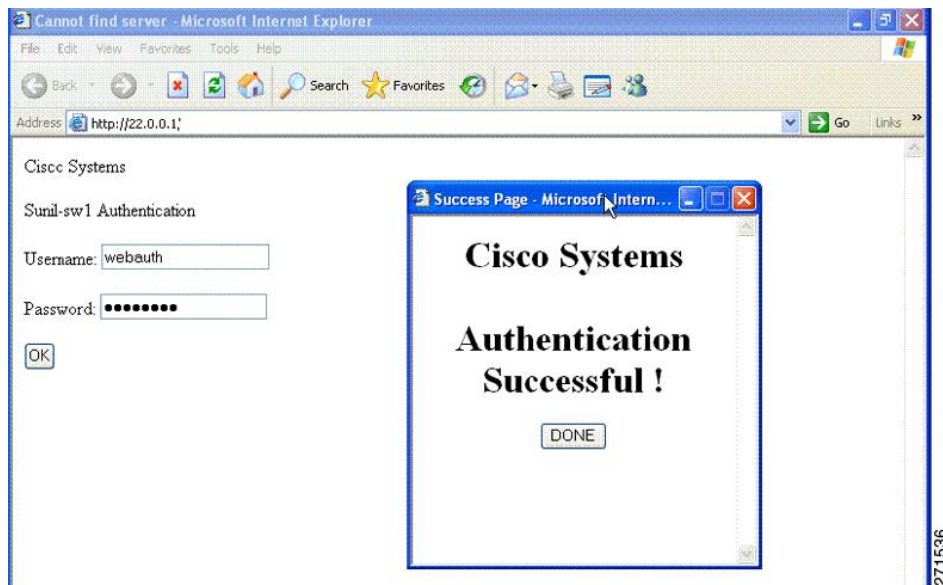 Cannot find server - Microsoft Internet Explorer
File Edit View Favorites Tools Help
Back Search Favorites
Address http://22.0.0.1,' Go Links »
Ciscc Systems
Sunil-sw1 Authentication
Username: webauth
Password: ●●●●●●●●
OK
Success Page - Microsoft Intern...
Cisco Systems
Authentication
Successful !
DONE
271536